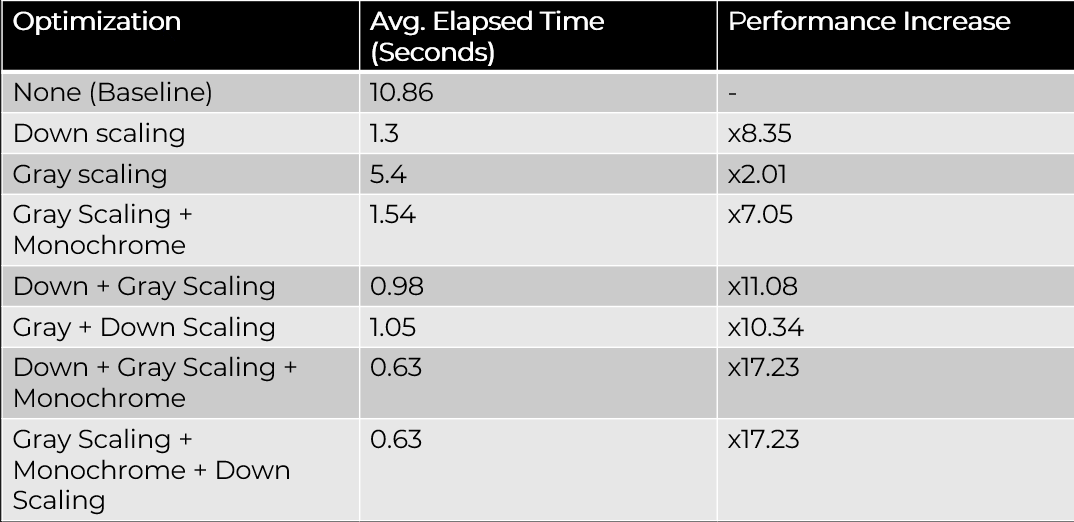 Optimization
Avg. Elapsed Time
(Seconds)
Performance Increase
None (Baseline)
10.86
-
Down scaling
1.3
x8.35
Gray scaling
5.4
x2.01
Gray Scaling +
Monochrome
1.54
x7.05
Down + Gray Scaling
0.98
x11.08
Gray + Down Scaling
1.05
x10.34
Down + Gray Scaling +
Monochrome
0.63
x17.23
Gray Scaling +
Monochrome + Down
Scaling
0.63
x17.23